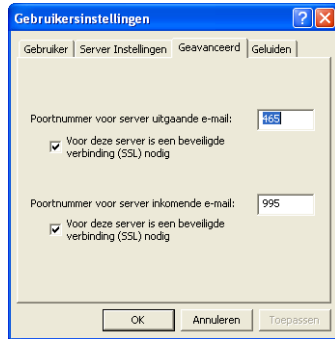 Gebruikersinstellingen
Gebruiker
Server Instellingen
Geavanceerd
Geluiden
Poortnummer voor server uitgaande e-mail:
465
Voor deze server is een beveiligde
verbinding (SSL) nodig
Poortnummer voor server inkomende e-mail:
995
Voor deze server is een beveiligde
verbinding (SSL) nodig
OK
Annuleren
Toepassen